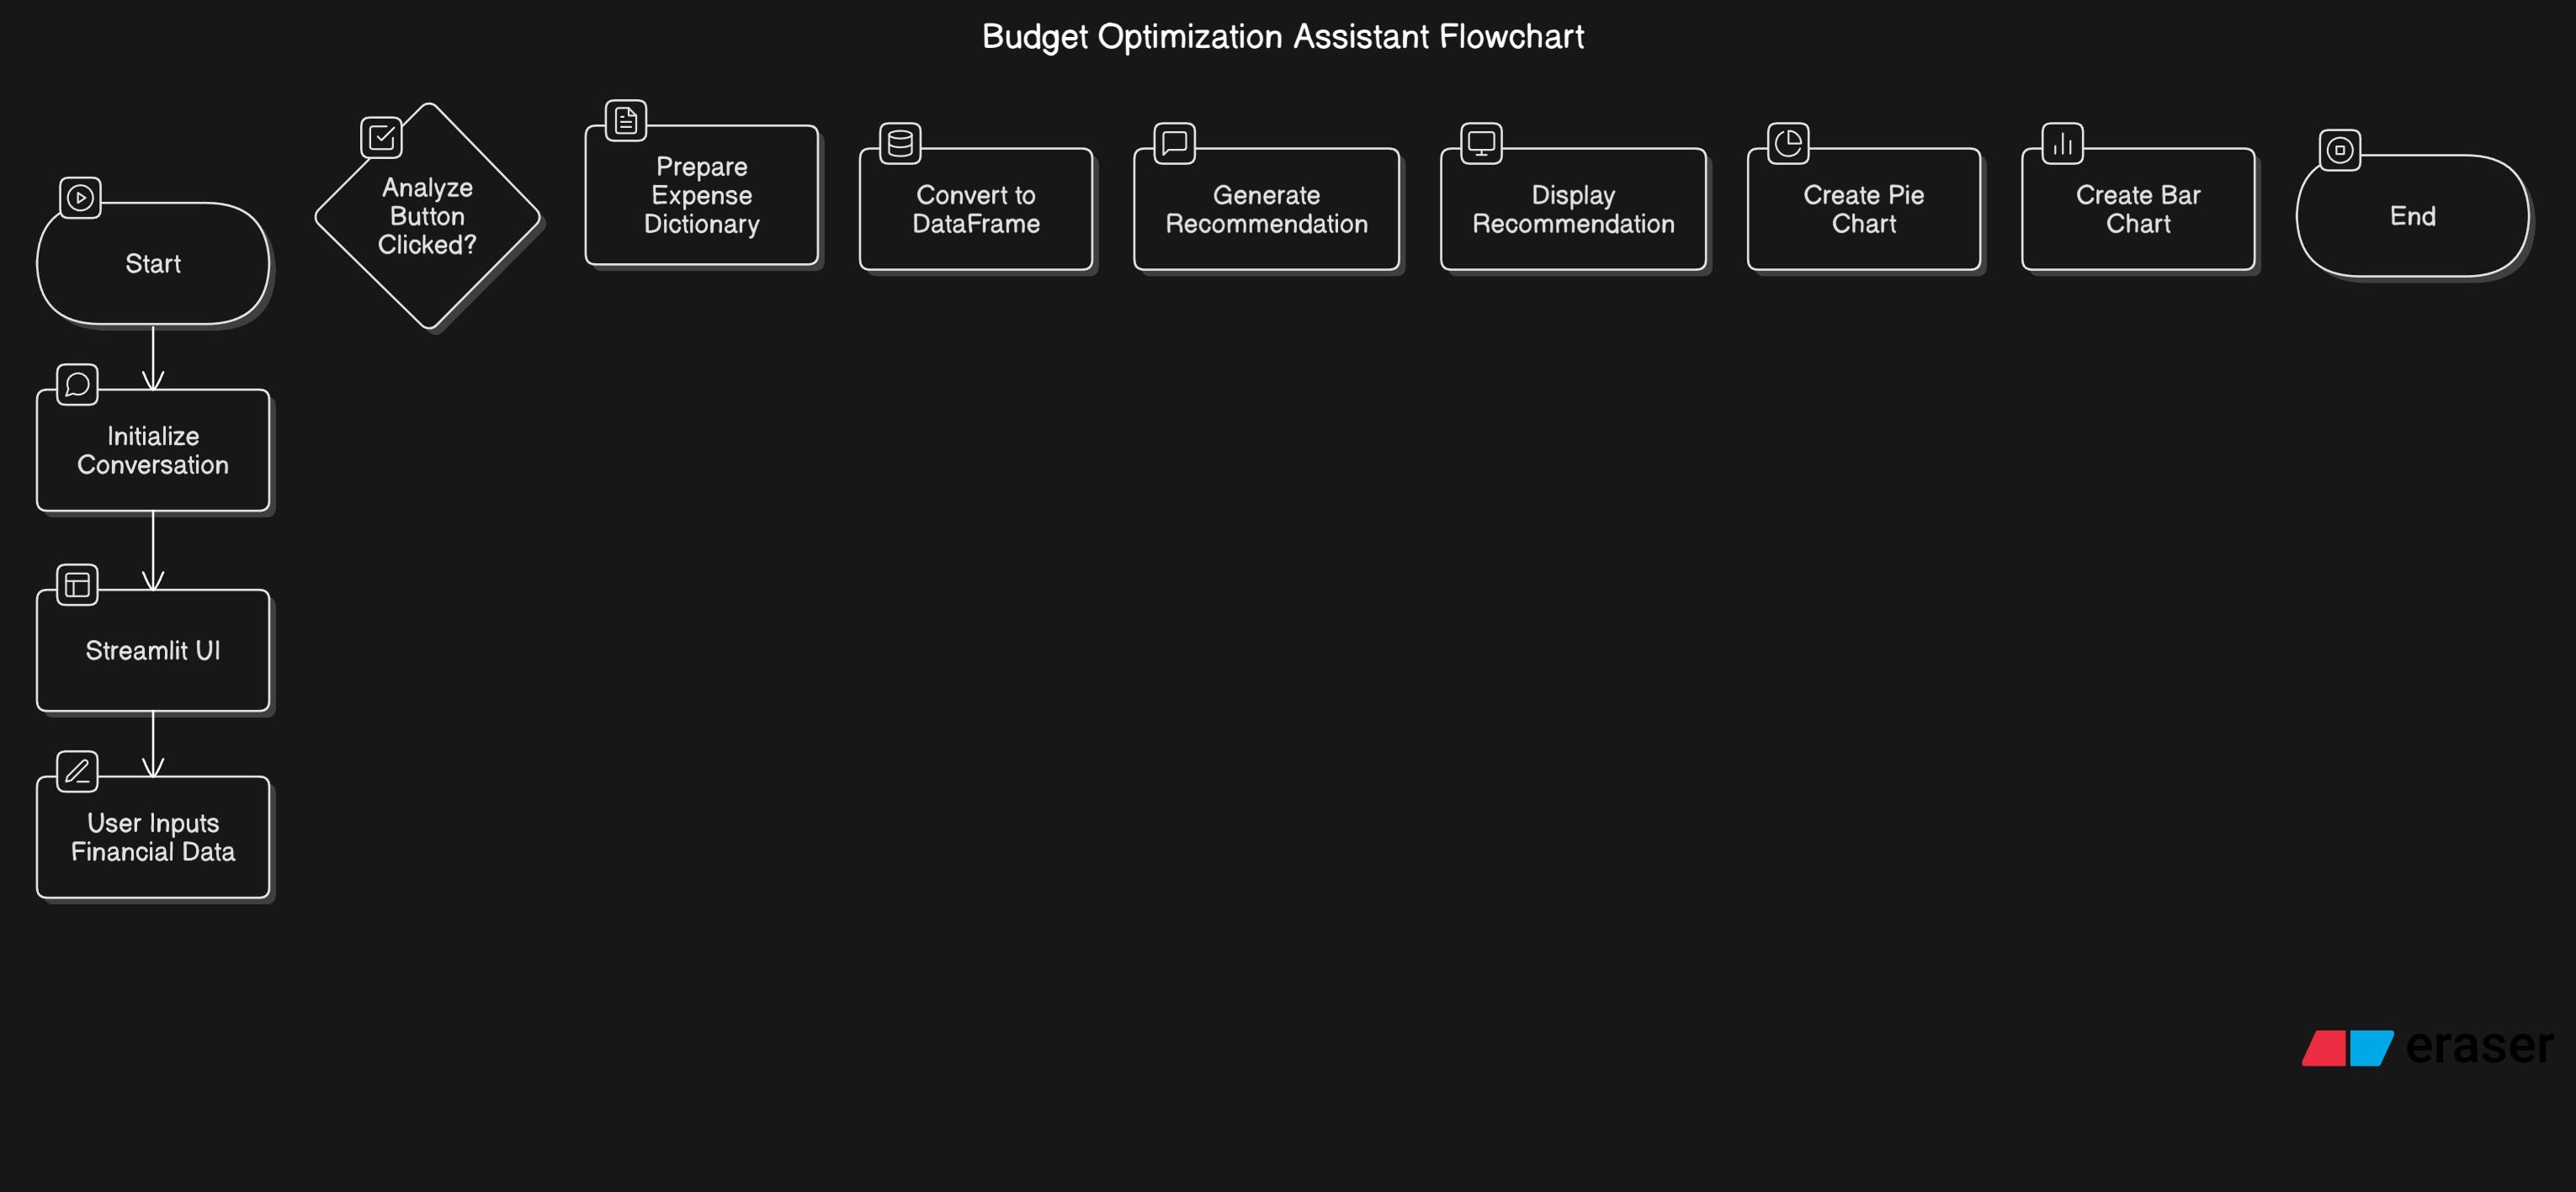 Budget Optimization Assistant Flowchart
Start
Initialize
Conversation
Streamlit UI
User Inputs
Financial Data
Analyze
Button
Clicked?
Prepare
Expense
Dictionary
Convert to
DataFrame
Generate
Recommendation
Display
Recommendation
Create Pie
Chart
Create Bar
Chart
End
eraser